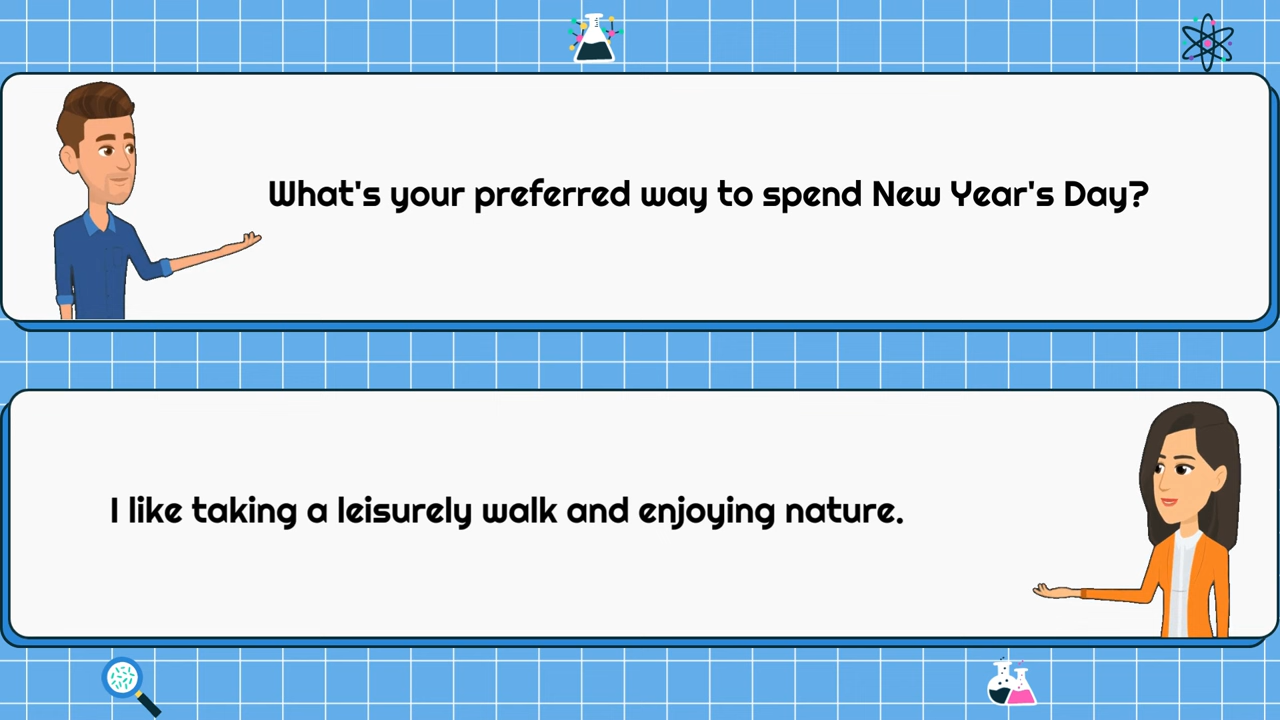 What's your preferred way to spend New Year's Day?
I like taking a leisurely walk and enjoying nature.